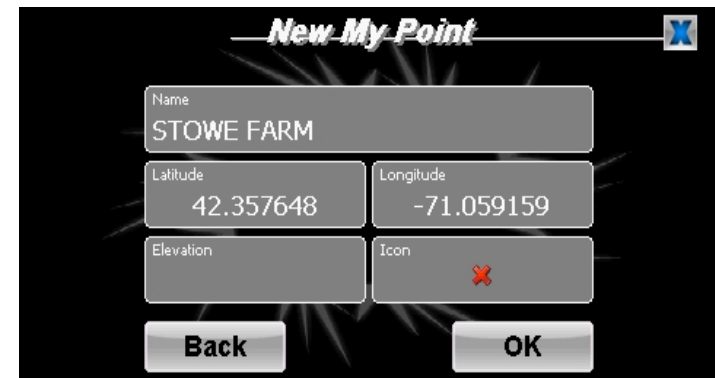 New My Point
Name
STOWE FARM
Latitude
Longitude
42.357648
-71.059159
Elevation
Icon
Back
OK